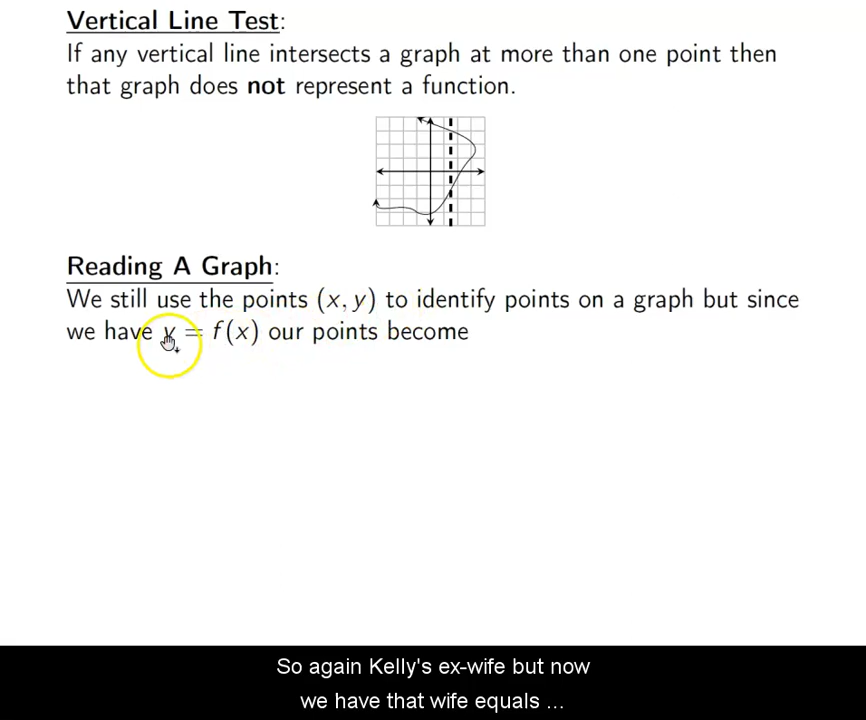 Vertical Line Test:
If any vertical line intersects a graph at more than one point then
that graph does not represent a function.
Reading A Graph:
We still use the points (x, y) to identify points on a graph but since
we have y = f(x) our points become
So again Kelly's ex-wife but now
we have that wife equals ...